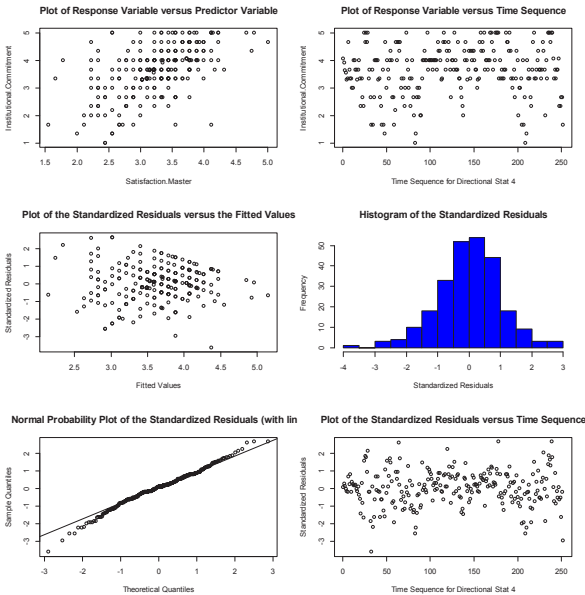 Plot of Response Variable versus Predictor Variable
Institutional.Commitment
5
4
3
2
1
1.5 2.0 2.5 3.0 3.5 4.0 4.5 5.0
Satisfaction.Master
Plot of Response Variable versus Time Sequence
Institutional.Commitment
5
4
3
2
1
0 50 100 150 200 250
Time Sequence for Directional Stat 4
Plot of the Standardized Residuals versus the Fitted Values
Standardized Residuals
2
1
0
-1
-2
-3
2.5 3.0 3.5 4.0 4.5 5.0
Fitted Values
Histogram of the Standardized Residuals
Frequency
50
30
10
0
-4 -3 -2 -1 0 1 2 3
Standardized Residuals
Normal Probability Plot of the Standardized Residuals (with lin
Sample Quantiles
2
1
0
-1
-2
-3
-3 -2 -1 0 1 2 3
Theoretical Quantiles
Plot of the Standardized Residuals versus Time Sequence
Standardized Residuals
2
1
0
-1
-2
-3
0 50 100 150 200 250
Time Sequence for Directional Stat 4